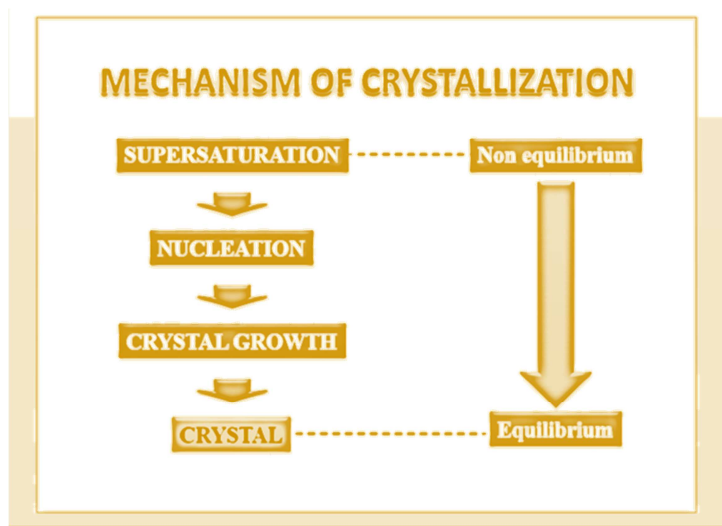 MECHANISM OF CRYSTALLIZATION
SUPERSATURATION
Non equilibrium
NUCLEATION
CRYSTAL GROWTH
CRYSTAL
Equilibrium